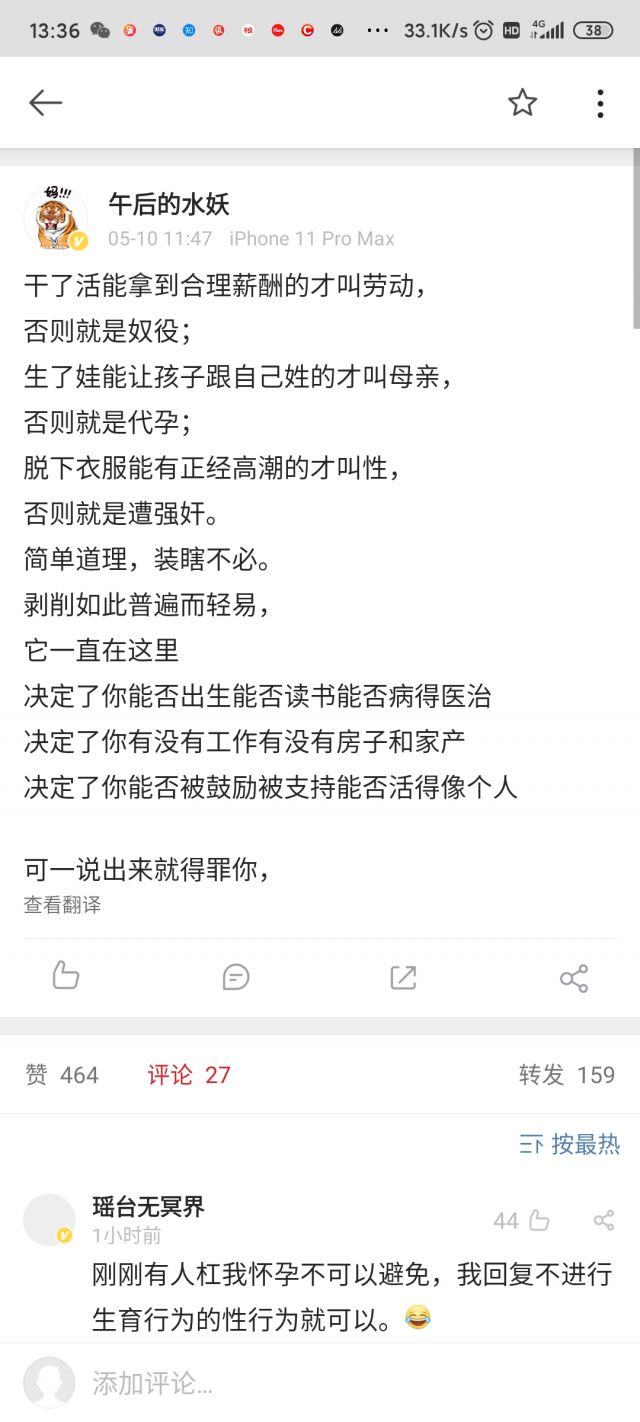 13:36
33.1K/s
HD
4G
38
妈!!!
午后的水妖
05-10 11:47 iPhone 11 Pro Max
干了活能拿到合理薪酬的才叫劳动，
否则就是奴役；
生了娃能让孩子跟自己姓的才叫母亲，
否则就是代孕；
脱下衣服能有正经高潮的才叫性，
否则就是遭强奸。
简单道理，装瞎不必。
剥削如此普遍而轻易，
它一直在这里
决定了你能否出生能否读书能否病得医治
决定了你有没有工作有没有房子和家产
决定了你能否被鼓励被支持能否活得像个人
可一说出来就得罪你，
查看翻译
赞 464 评论 27 转发 159
按最热
瑶台无冥界
1小时前
44
刚刚有人杠我怀孕不可以避免，我回复不进行
生育行为的性行为就可以。😂
添加评论...